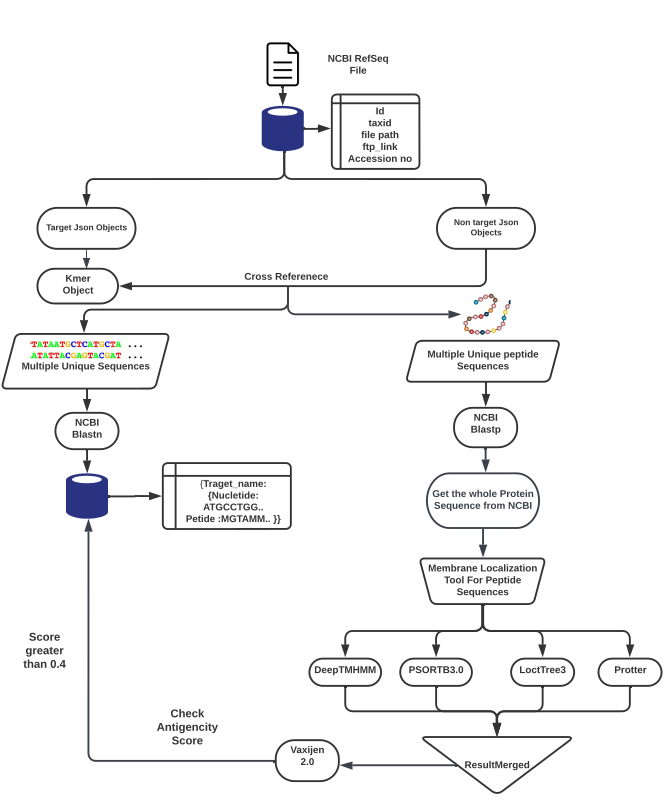 NCBI RefSeq
File
Id
taxid
file path
ftp_link
Accession no
Target Json Objects
Non target Json
Objects
Kmer
Object
Cross Referenece
TATAATGCTCATGCTA ...
ATATTACGAGTACGAT ...
Multiple Unique Sequences
Multiple Unique peptide
Sequences
NCBI
Blastn
NCBI
Blastp
{Traget_name:
{Nucletide:
ATGCCTGG..
Petide :MGTAMM.. }}
Get the whole Protein
Sequence from NCBI
Membrane Localization
Tool For Peptide
Sequences
DeepTMHMM
PSORTB3.0
LoctTree3
Protter
Score
greater
than 0.4
Check
Antigencity
Score
Vaxijen
2.0
ResultMerged